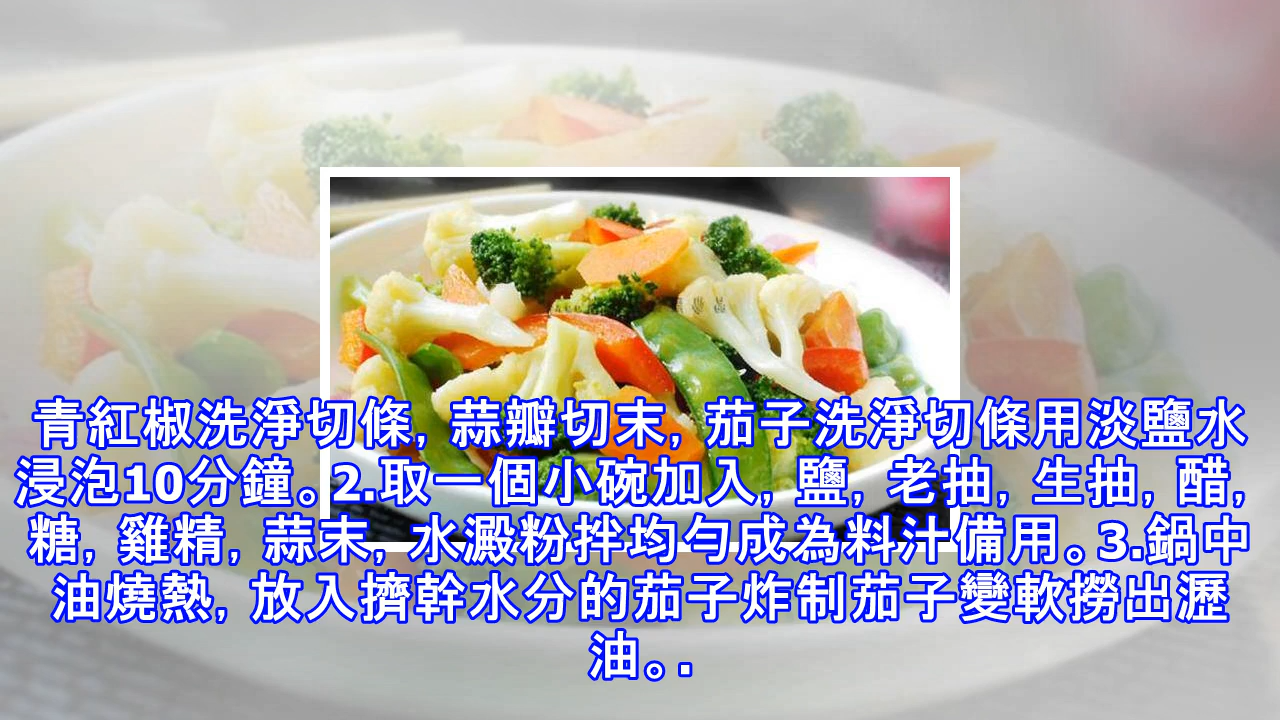 青紅椒洗淨切條, 蒜瓣切末, 茄子洗淨切條用淡鹽水
浸泡10分鐘。2.取一個小碗加入, 鹽, 老抽, 生抽, 醋,
糖, 雞精, 蒜末, 水澱粉拌均勻成為料汁備用。3.鍋中
油燒熱, 放入擠幹水分的茄子炸制茄子變軟撈出瀝
油。.